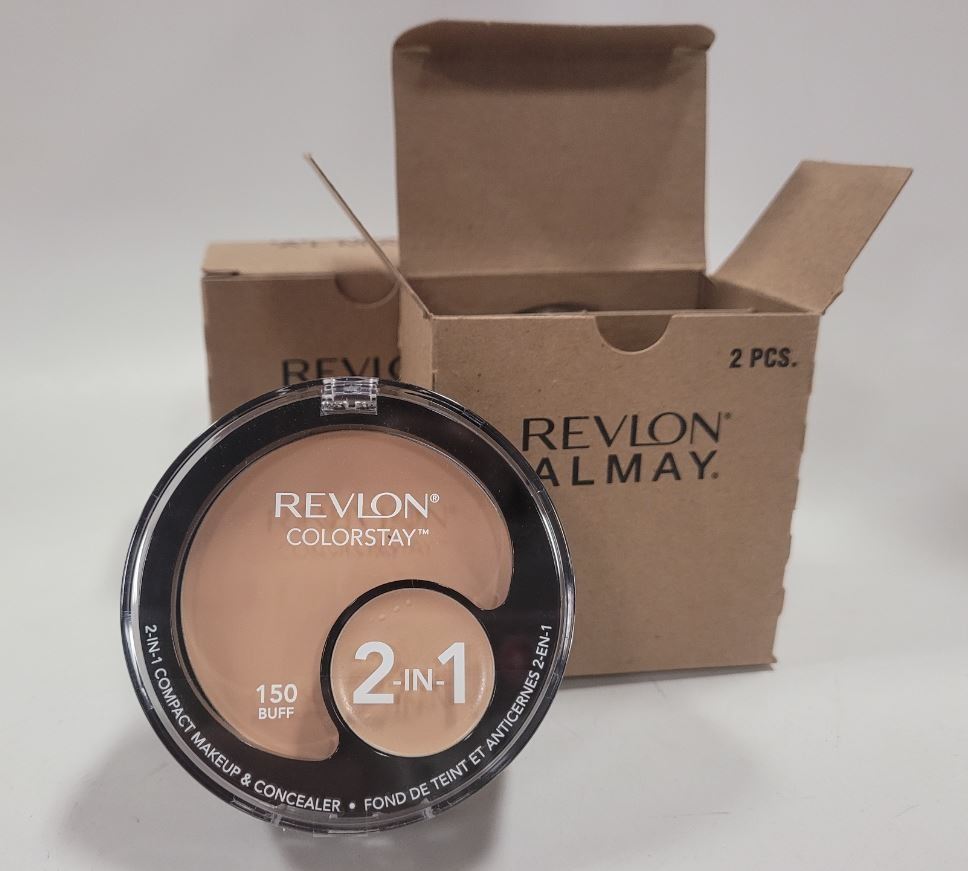 2 PCS.
REVLON®
ALMAY.
REVLON®
COLORSTAY™
2-IN-1
150
BUFF
2-IN-1 COMPACT MAKEUP & CONCEALER • FOND DE TEINT ET ANTICERNES 2-EN-1